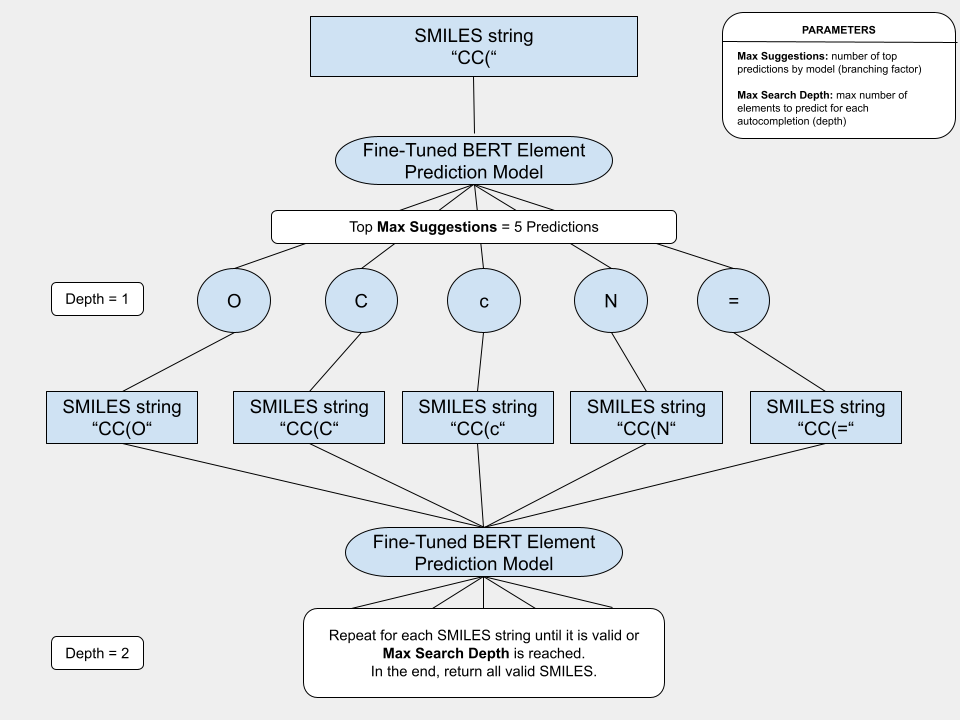 SMILES string
“CC(“
PARAMETERS
Max Suggestions: number of top
predictions by model (branching factor)
Max Search Depth: max number of
elements to predict for each
autocompletion (depth)
Fine-Tuned BERT Element
Prediction Model
Top Max Suggestions = 5 Predictions
Depth = 1
O
C
c
N
=
SMILES string
“CC(O“
SMILES string
“CC(C“
SMILES string
“CC(c“
SMILES string
“CC(N“
SMILES string
“CC(=“
Fine-Tuned BERT Element
Prediction Model
Depth = 2
Repeat for each SMILES string until it is valid or
Max Search Depth is reached.
In the end, return all valid SMILES.